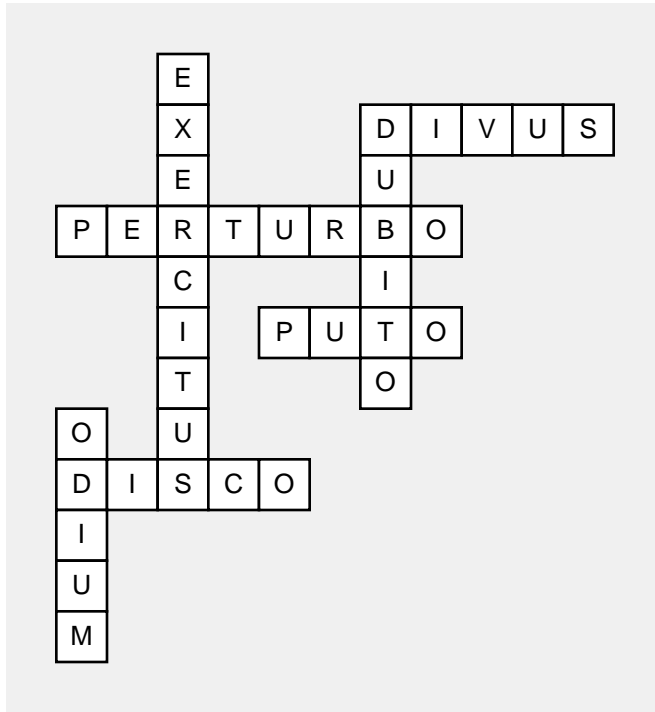 E
X DIVUS
E U
PERTURBO
C I
I PUTO
T O
O U
DISCO
I
U
M